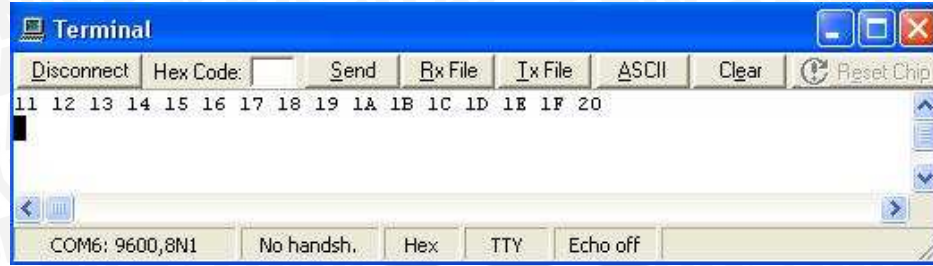 Terminal
Disconnect Hex Code: Send Rx File Tx File ASCII Clear Reset Chip
11 12 13 14 15 16 17 18 19 1A 1B 1C 1D 1E 1F 20
COM6: 9600,8N1 No handsh. Hex TTY Echo off